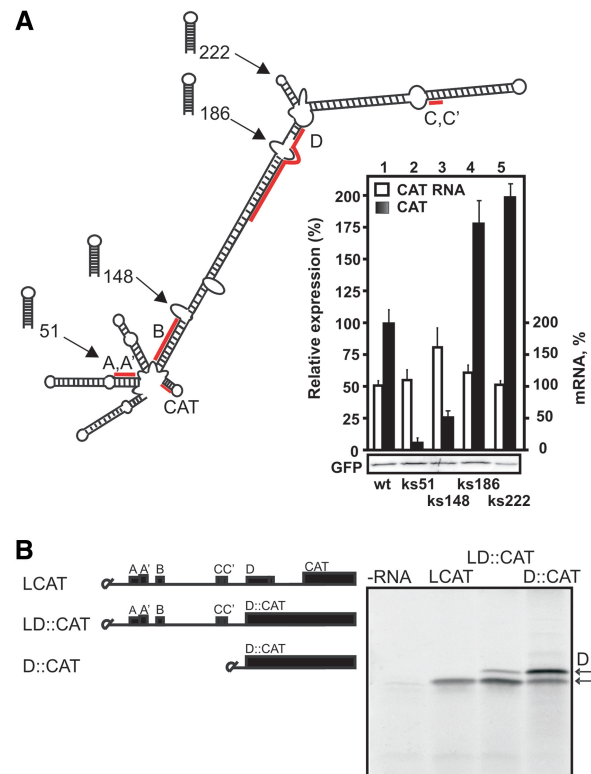 A
222
186
D
C,C'
148
B
51
A,A'
CAT
1 2 3 4 5
CAT RNA
CAT
Relative expression (%)
200
175
150
125
100
75
50
25
0
200
150
100
50
0
mRNA, %
GFP
wt ks51 ks186
ks148 ks222
B
LCAT
A A' B CC' D CAT
LD::CAT
A A' B CC' D::CAT
D::CAT
D::CAT
LD::CAT
-RNA LCAT D::CAT
D